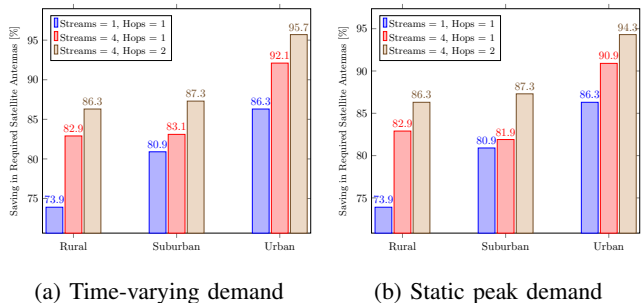 Saving in Required Satellite Antennas [%]
95
90
85
80
75
Streams = 1, Hops = 1
Streams = 4, Hops = 1
Streams = 4, Hops = 2
73.9
82.9
86.3
80.9
83.1
87.3
86.3
92.1
95.7
Rural
Suburban
Urban
(a) Time-varying demand
Saving in Required Satellite Antennas [%]
95
90
85
80
75
Streams = 1, Hops = 1
Streams = 4, Hops = 1
Streams = 4, Hops = 2
73.9
82.9
86.3
80.9
81.9
87.3
86.3
90.9
94.3
Rural
Suburban
Urban
(b) Static peak demand